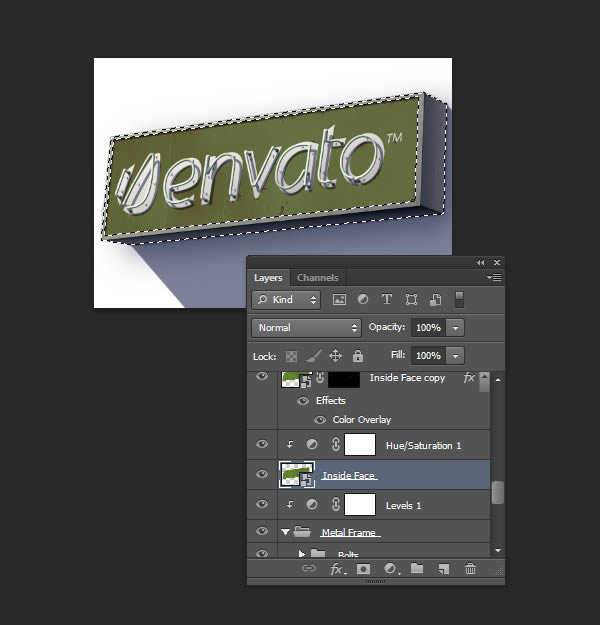 envato™
Layers Channels
Kind
Normal Opacity: 100%
Lock: Fill: 100%
Inside Face copy fx
Effects
Color Overlay
Hue/Saturation 1
Inside Face
Levels 1
Metal Frame
Bolts
fx